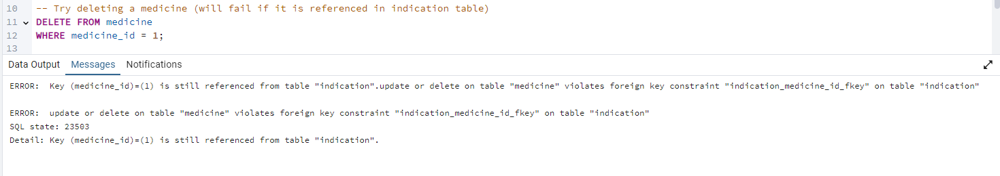 10 -- Try deleting a medicine (will fail if it is referenced in indication table)
11 DELETE FROM medicine
12 WHERE medicine_id = 1;
13
Data Output Messages Notifications
ERROR:  Key (medicine_id)=(1) is still referenced from table "indication".update or delete on table "medicine" violates foreign key constraint "indication_medicine_id_fkey" on table "indication"
ERROR:  update or delete on table "medicine" violates foreign key constraint "indication_medicine_id_fkey" on table "indication"
SQL state: 23503
Detail: Key (medicine_id)=(1) is still referenced from table "indication".